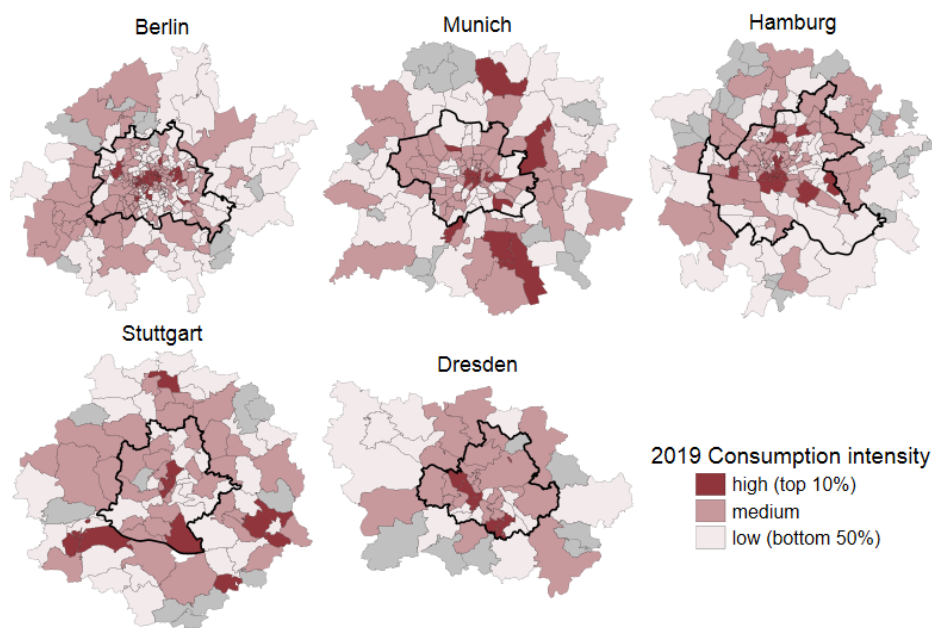 Berlin
Munich
Hamburg
Stuttgart
Dresden
2019 Consumption intensity
high (top 10%)
medium
low (bottom 50%)